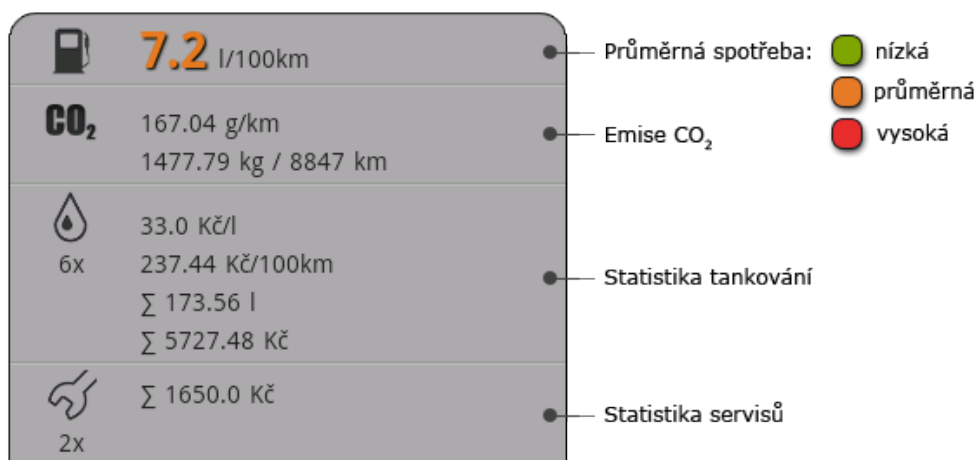 7.2 l/100km
Průměrná spotřeba:
nízká
průměrná
vysoká
CO₂
167.04 g/km
1477.79 kg / 8847 km
Emise CO₂
6x
33.0 Kč/l
237.44 Kč/100km
∑ 173.56 l
∑ 5727.48 Kč
Statistika tankování
2x
∑ 1650.0 Kč
Statistika servisů